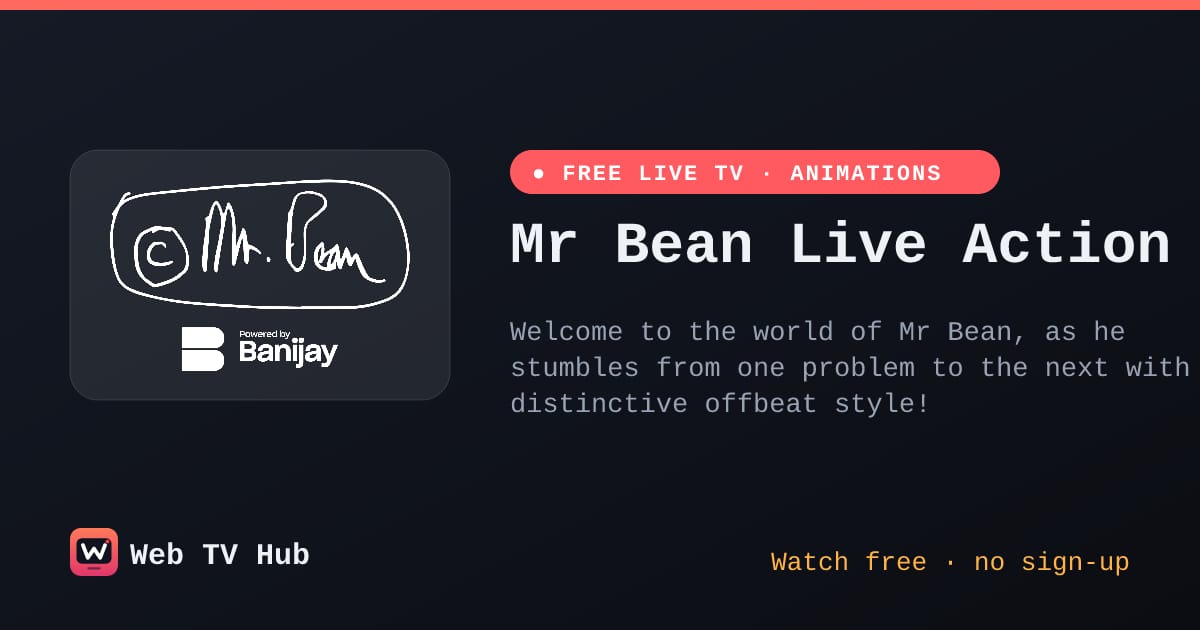 © Mr. Bean
Powered by
Banijay
● FREE LIVE TV · ANIMATIONS
Mr Bean Live Action
Welcome to the world of Mr Bean, as he
stumbles from one problem to the next with
distinctive offbeat style!
W
Web TV Hub
Watch free · no sign-up